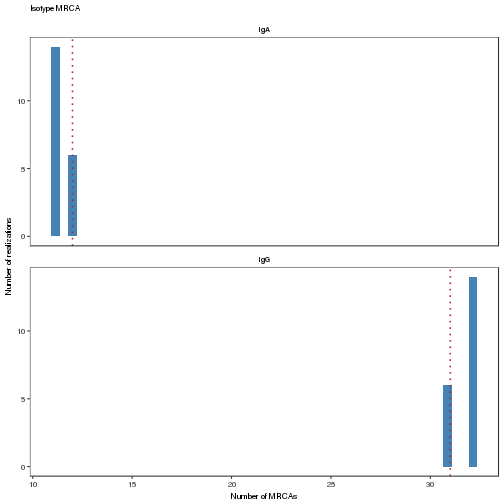 Isotype MRCA
IgA
10
5
0
Number of realizations
IgG
10
5
0
10 15 20 25 30
Number of MRCAs